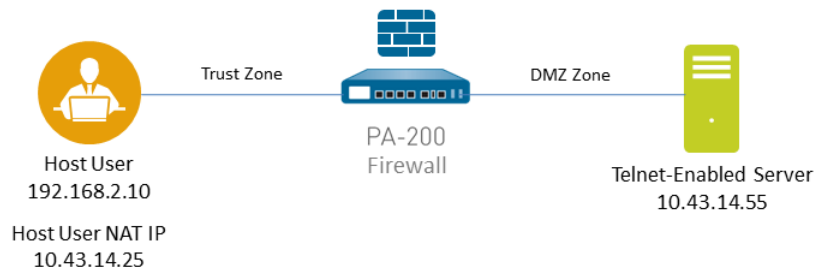 Trust Zone
DMZ Zone
PA-200
Firewall
Host User
192.168.2.10
Host User NAT IP
10.43.14.25
Telnet-Enabled Server
10.43.14.55